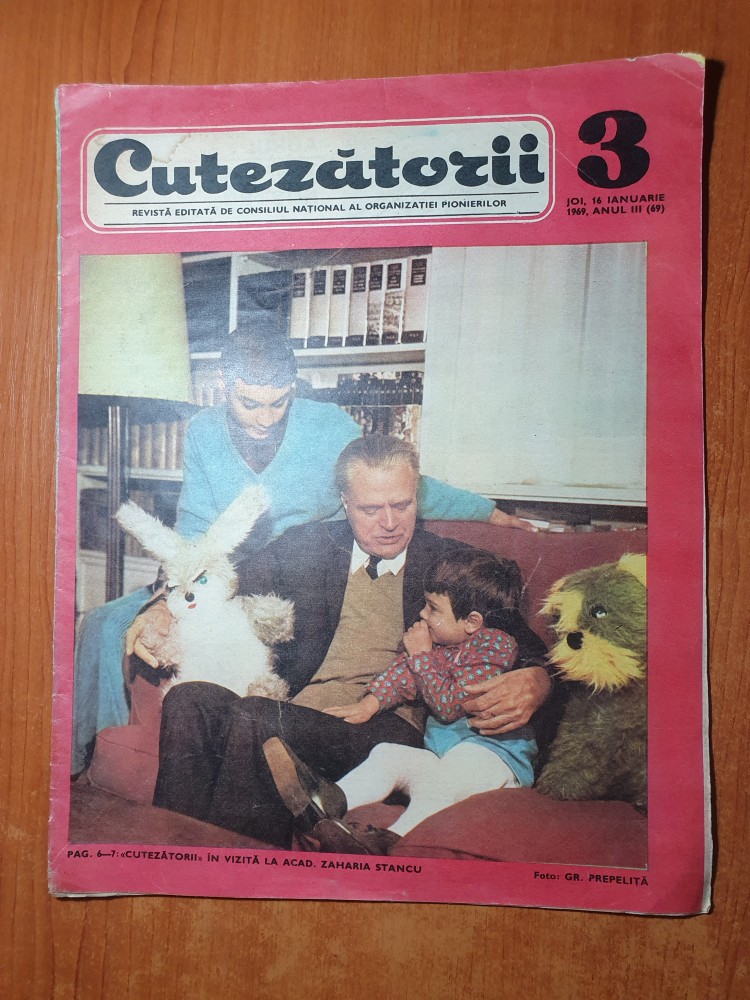 Cutezătorii
REVISTĂ EDITATĂ DE CONSILIUL NAȚIONAL AL ORGANIZAȚIEI PIONIERILOR
3
JOI, 16 IANUARIE
1969, ANUL III (69)
PAG. 6—7: «CUTEZĂTORII» ÎN VIZITĂ LA ACAD. ZAHARIA STANCU
Foto: GR. PREPELIȚĂ